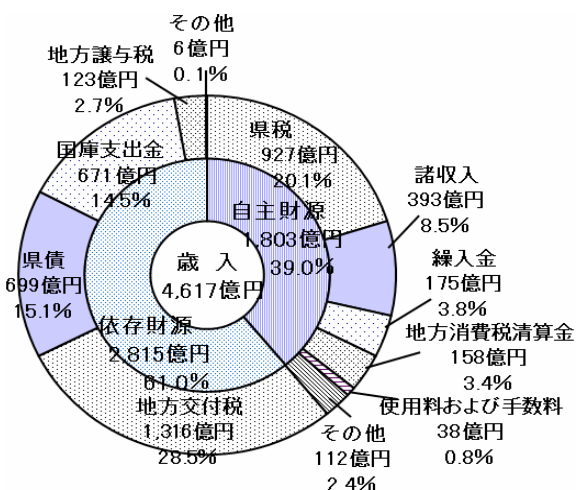 その他
6億円
0.1%
地方譲与税
123億円
2.7%
国庫支出金
671億円
14.5%
県債
699億円
15.1%
地方交付税
1,316億円
28.5%
県税
927億円
20.1%
諸収入
393億円
8.5%
繰入金
175億円
3.8%
地方消費税清算金
158億円
3.4%
使用料および手数料
38億円
0.8%
その他
112億円
2.4%
自主財源
1,803億円
39.0%
歳 入
4,617億円
依存財源
2,815億円
61.0%